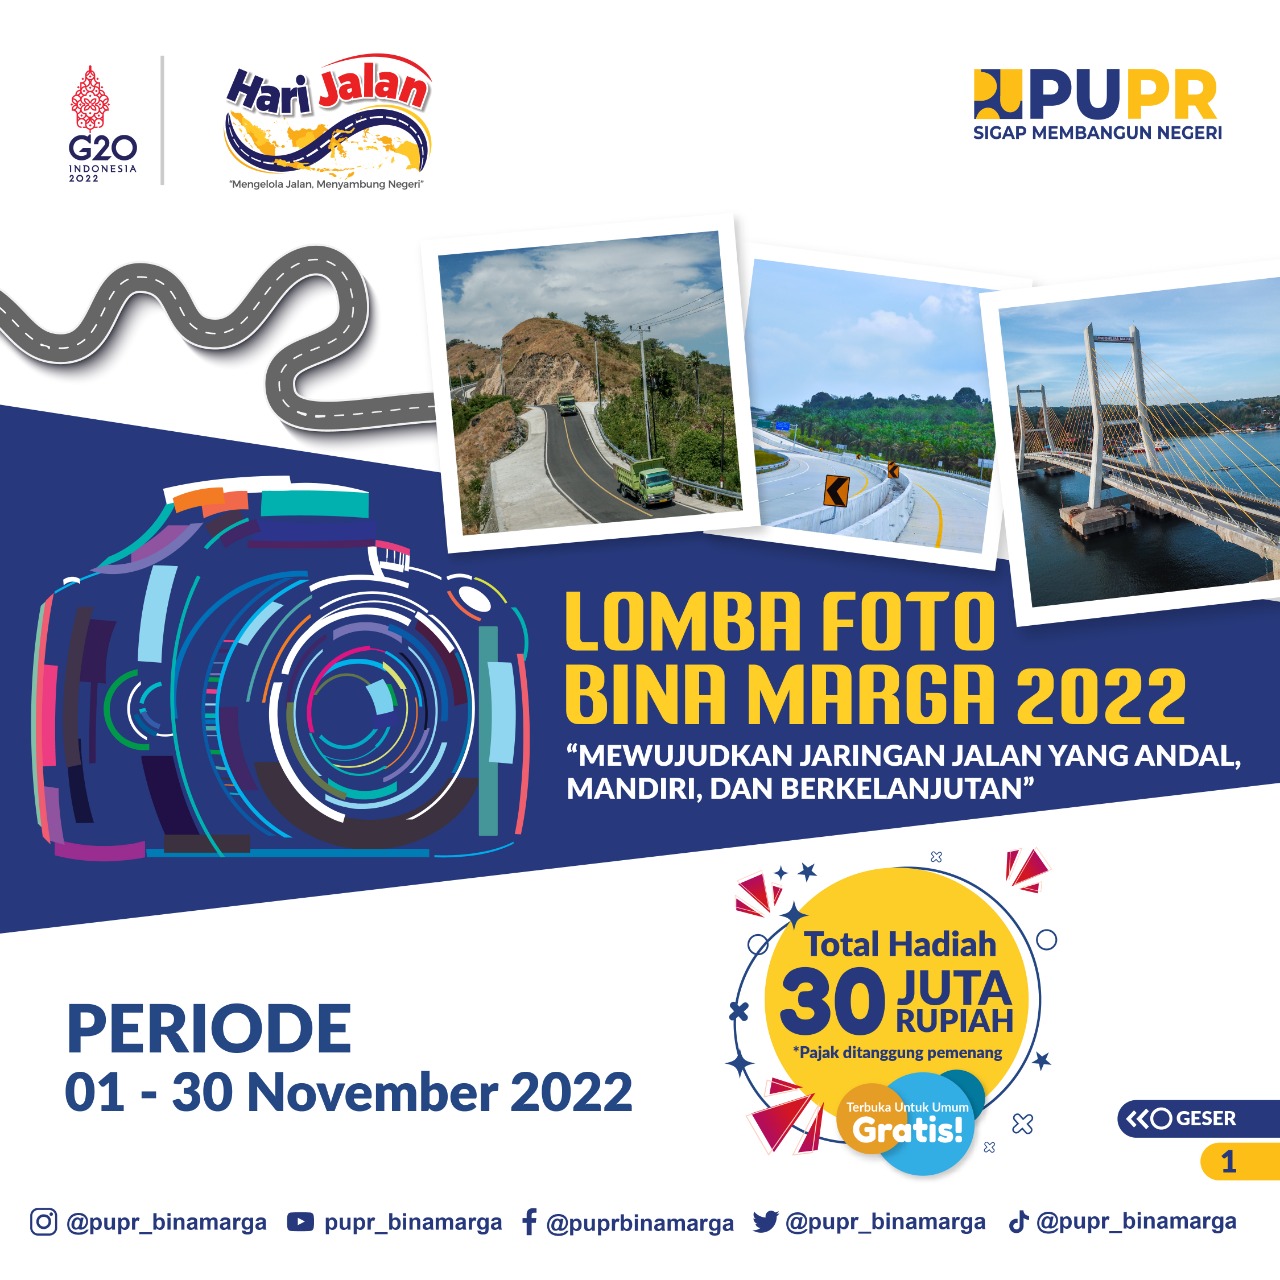 G20
INDONESIA
2022
Hari Jalan
"Mengelola Jalan, Menyambung Negeri"
PUPR
SIGAP MEMBANGUN NEGERI
LOMBA FOTO
BINA MARGA 2022
“MEWUJUDKAN JARINGAN JALAN YANG ANDAL,
MANDIRI, DAN BERKELANJUTAN”
Total Hadiah
30 JUTA
RUPIAH
*Pajak ditanggung pemenang
Terbuka Untuk Umum
Gratis!
PERIODE
01 - 30 November 2022
GESER
1
@pupr_binamarga pupr_binamarga @puprbinamarga @pupr_binamarga @pupr_binamarga